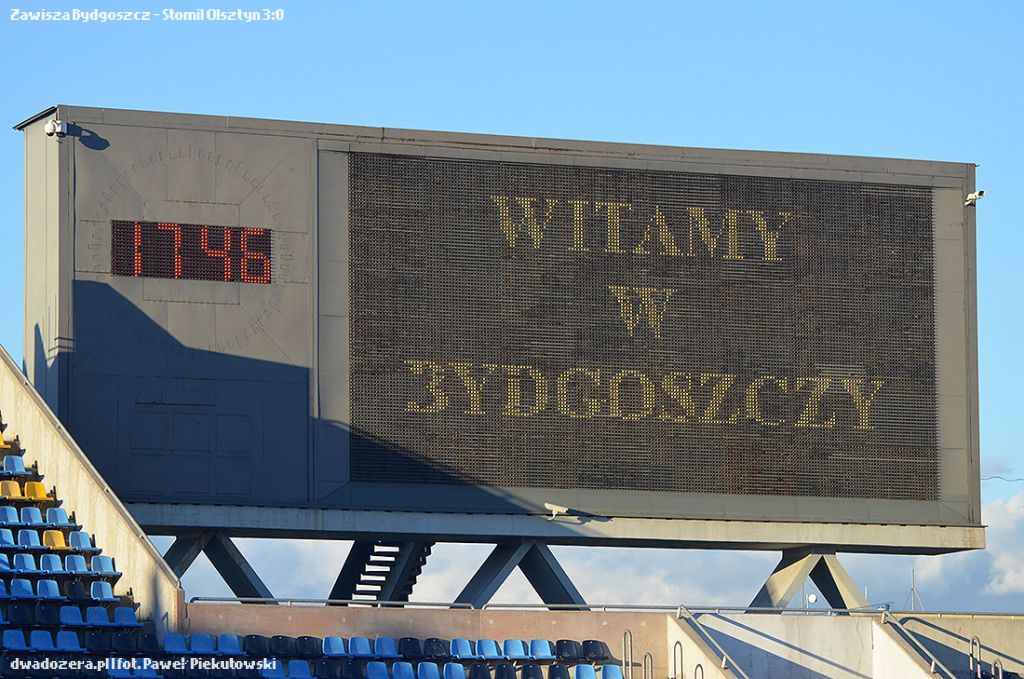 Zawisza Bydgoszcz - Stomil Olsztyn 3:0
17 46
WITAMY
W
BYDGOSZCZY
dwadozera.pl|fot. Paweł Piekutowski